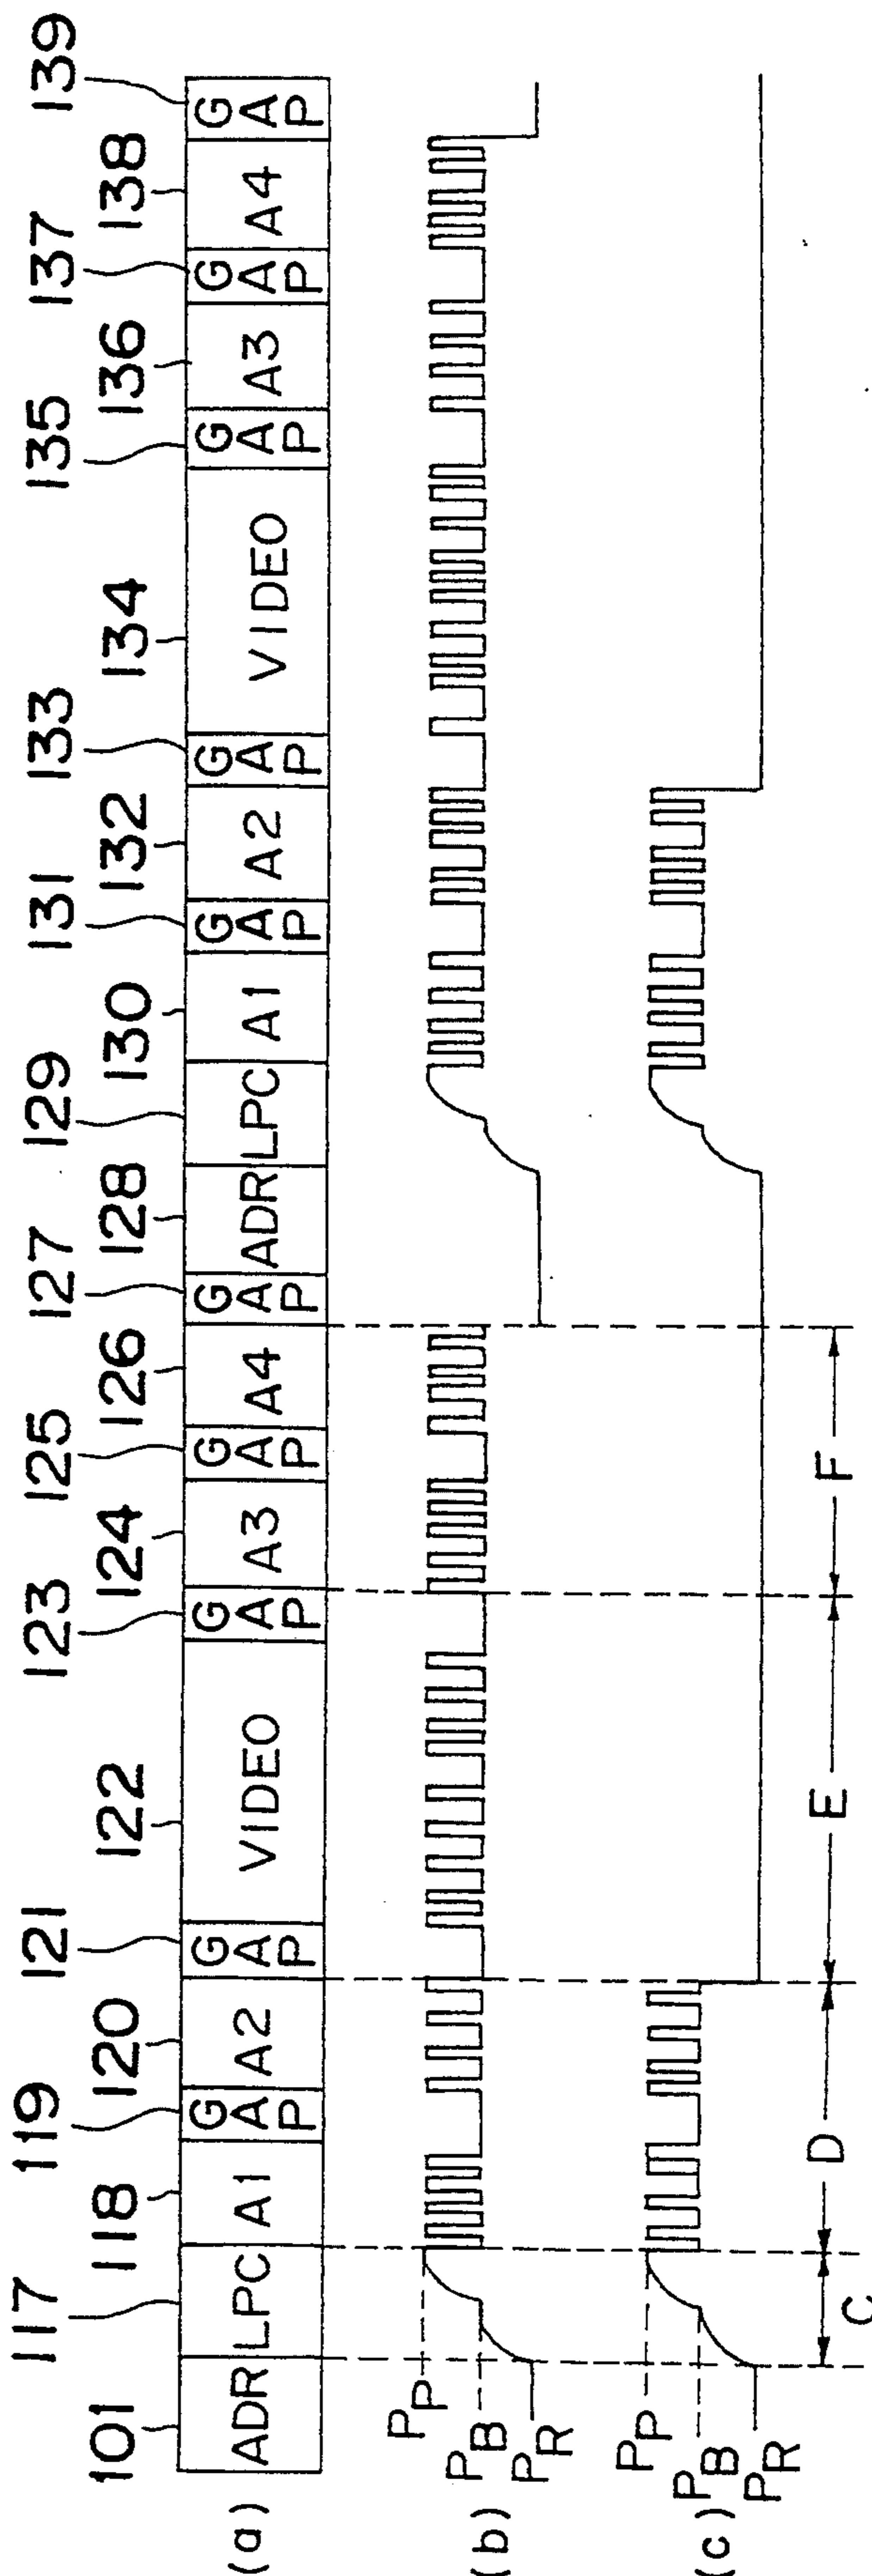 101 117 118 119 120 121 122 123 124 125 126 127 128 129 130 131 132 133 134 135 136 137 138 139
(a) ADR LPC A1 GAP A2 GAP VIDEO GAP A3 GAP A4 GAP ADR LPC A1 GAP A2 GAP VIDEO GAP A3 GAP A4 GAP
(b) PP PB PR
(c) PP PB PR
C D E F